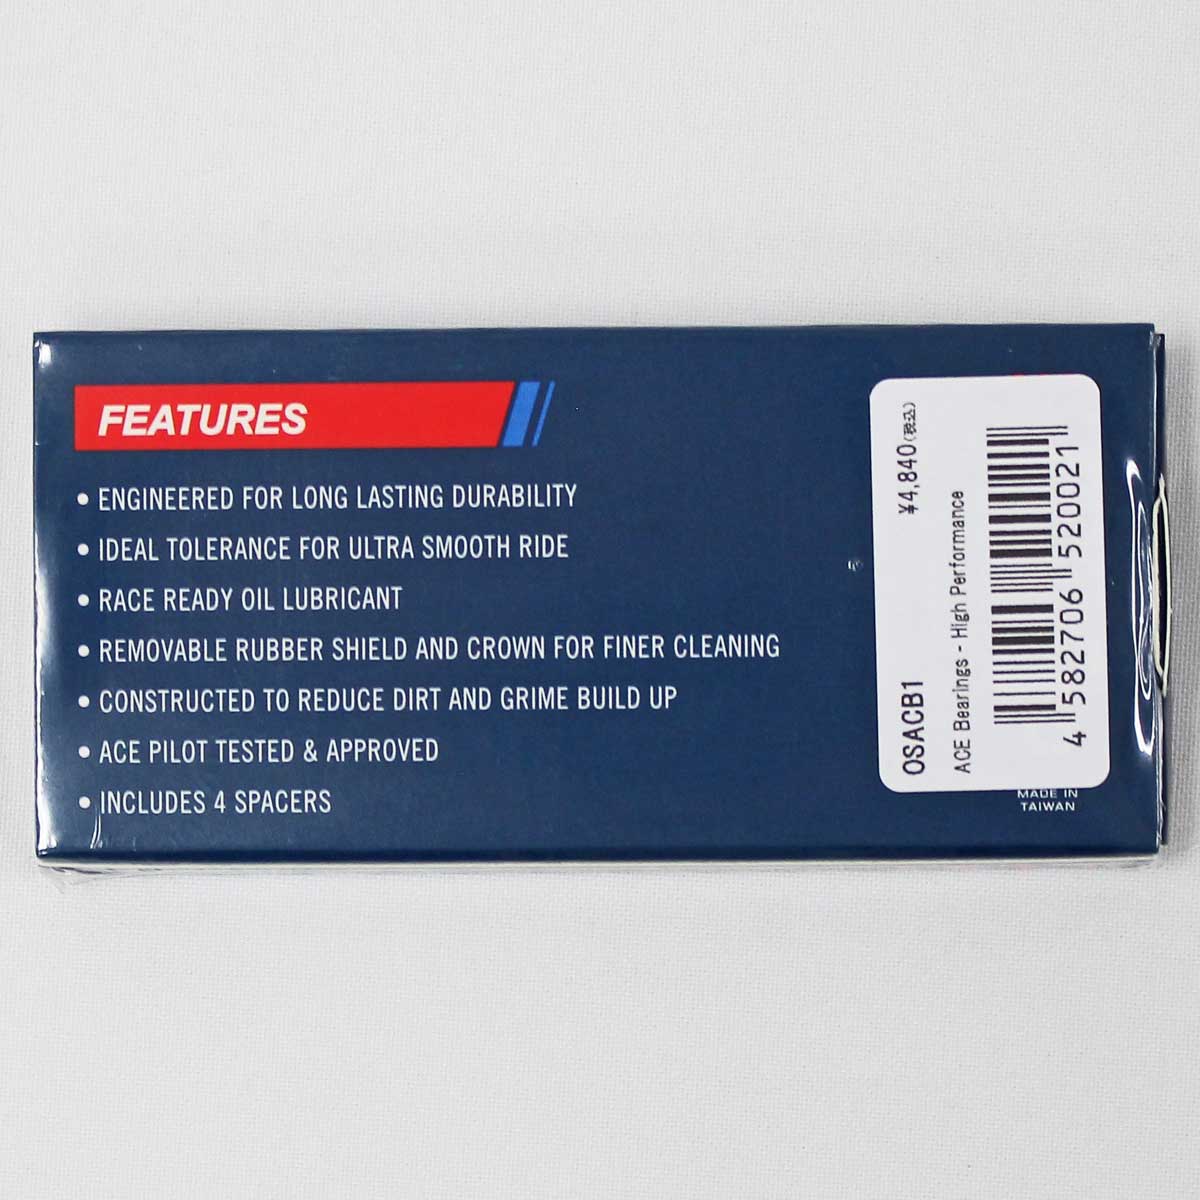 FEATURES
• ENGINEERED FOR LONG LASTING DURABILITY
• IDEAL TOLERANCE FOR ULTRA SMOOTH RIDE
• RACE READY OIL LUBRICANT
• REMOVABLE RUBBER SHIELD AND CROWN FOR FINER CLEANING
• CONSTRUCTED TO REDUCE DIRT AND GRIME BUILD UP
• ACE PILOT TESTED & APPROVED
• INCLUDES 4 SPACERS
OSACB1 ¥4,840(税込)
ACE Bearings - High Performance
4 582706 520021
MADE IN
TAIWAN